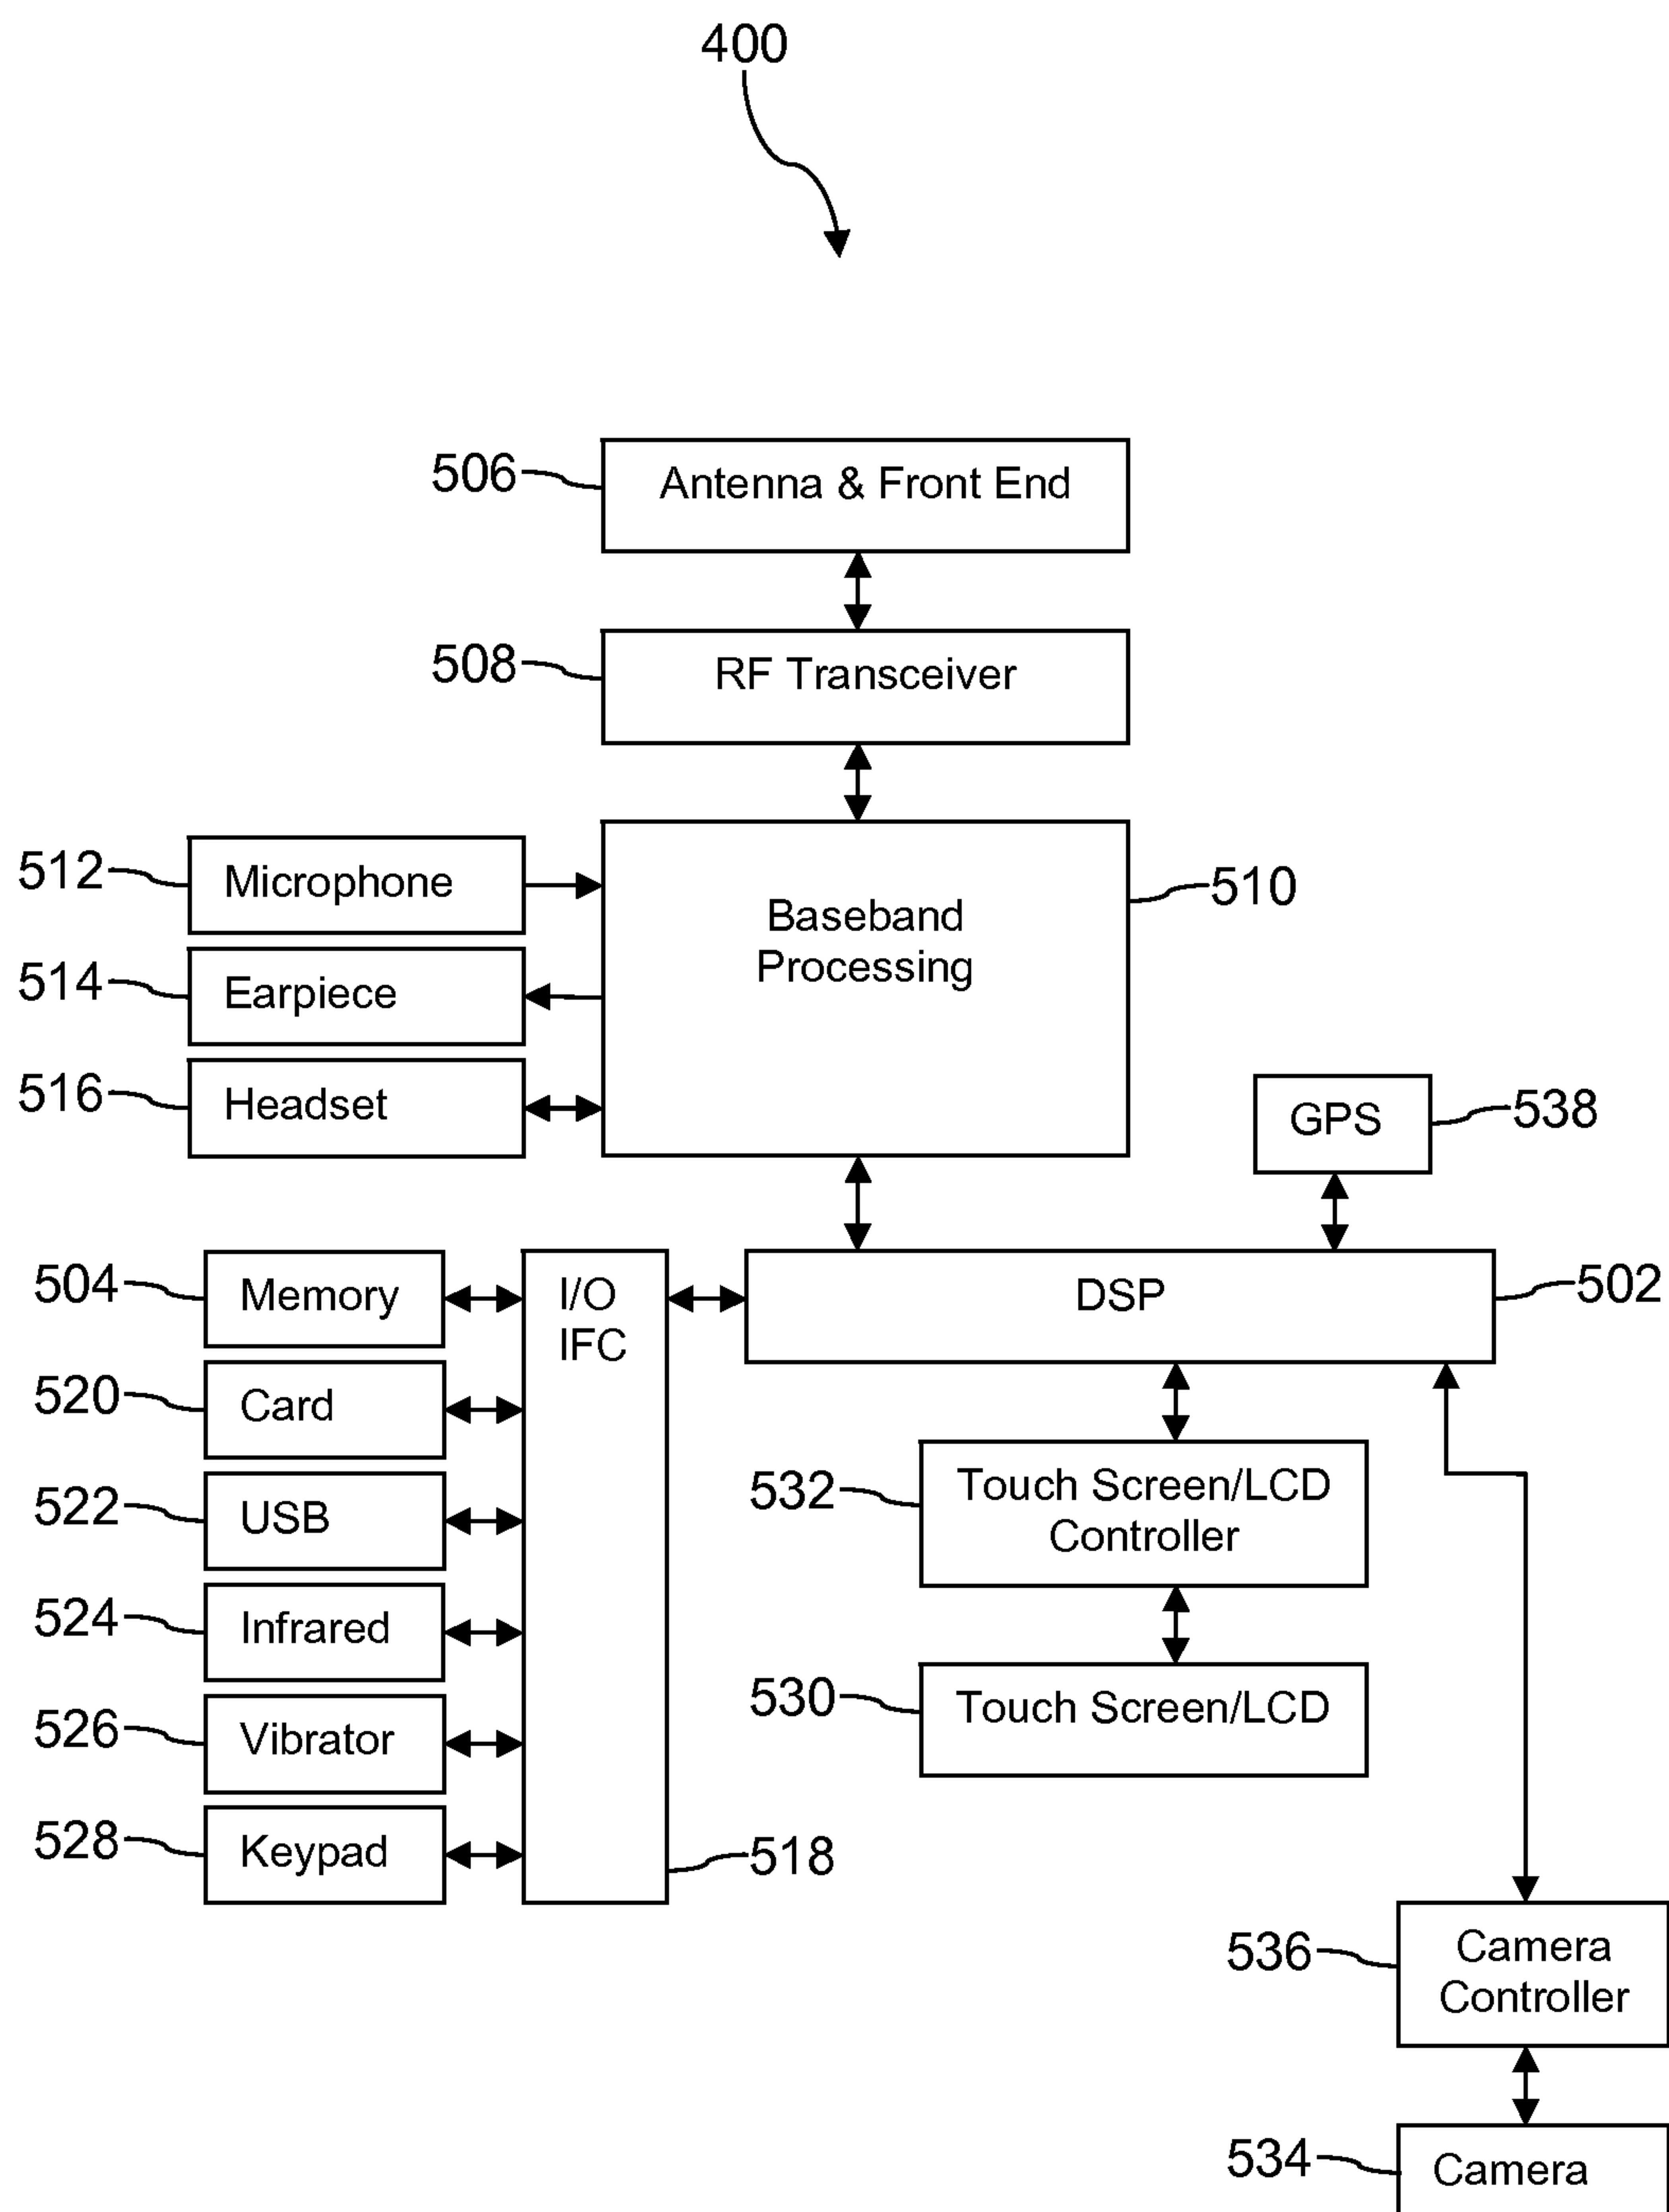 400
506
Antenna & Front End
508
RF Transceiver
512
Microphone
510
Baseband
Processing
514
Earpiece
516
Headset
GPS
538
504
Memory
I/O
IFC
DSP
502
520
Card
522
USB
532
Touch Screen/LCD
Controller
524
Infrared
530
Touch Screen/LCD
526
Vibrator
528
Keypad
518
536
Camera
Controller
534
Camera